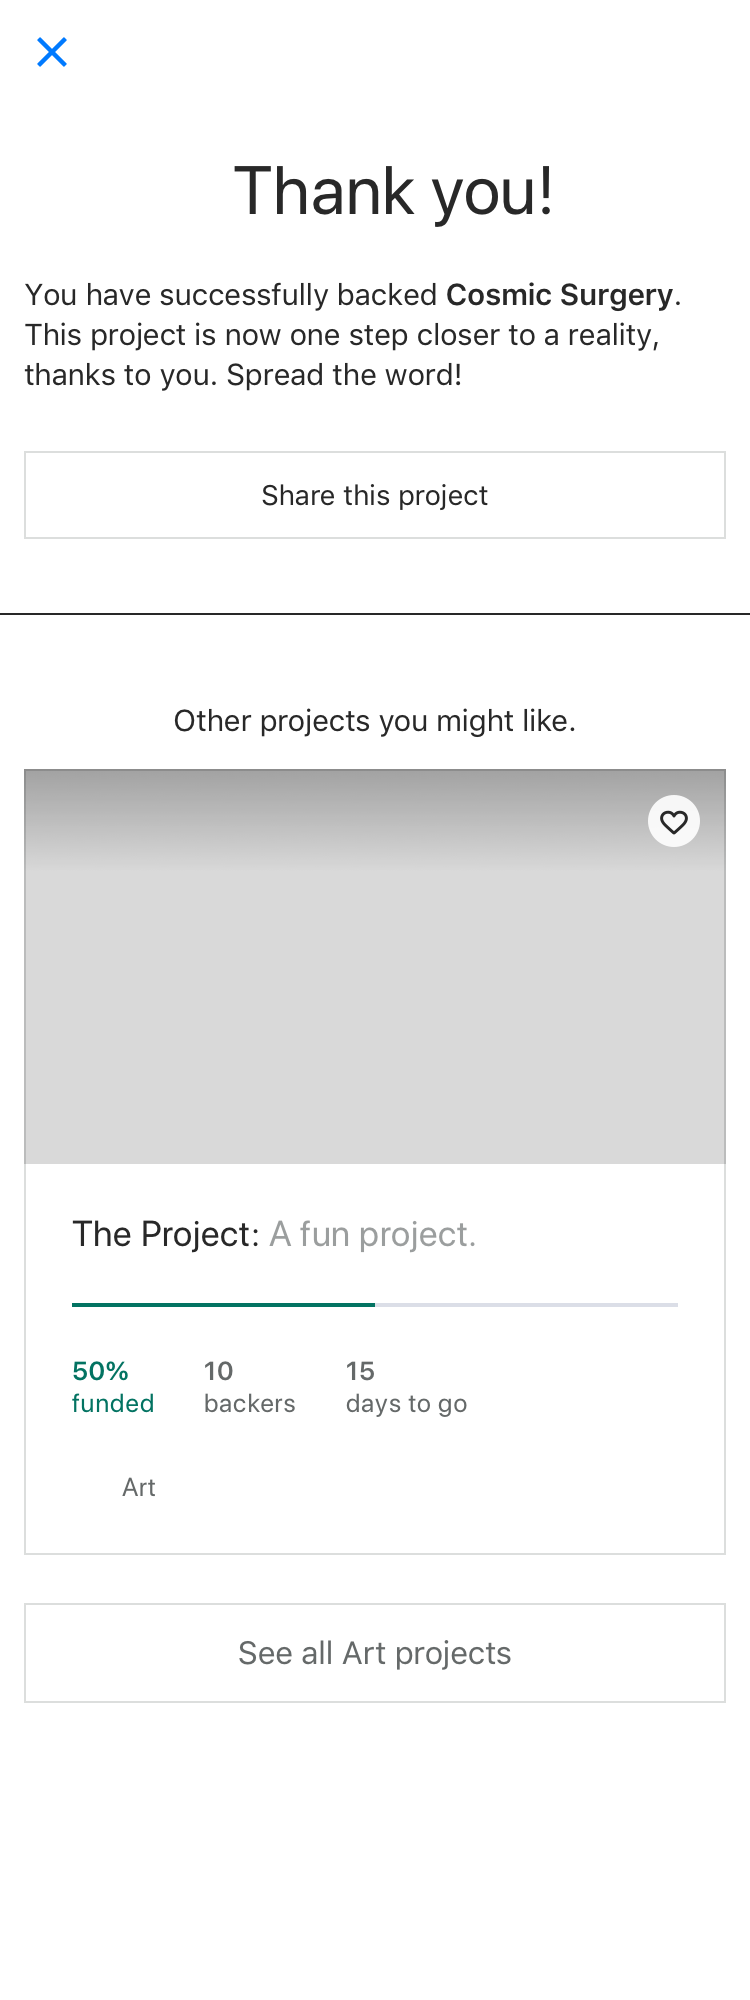 Thank you!
You have successfully backed Cosmic Surgery.
This project is now one step closer to a reality,
thanks to you. Spread the word!
Share this project
Other projects you might like.
The Project: A fun project.
50% 10 15
funded backers days to go
Art
See all Art projects